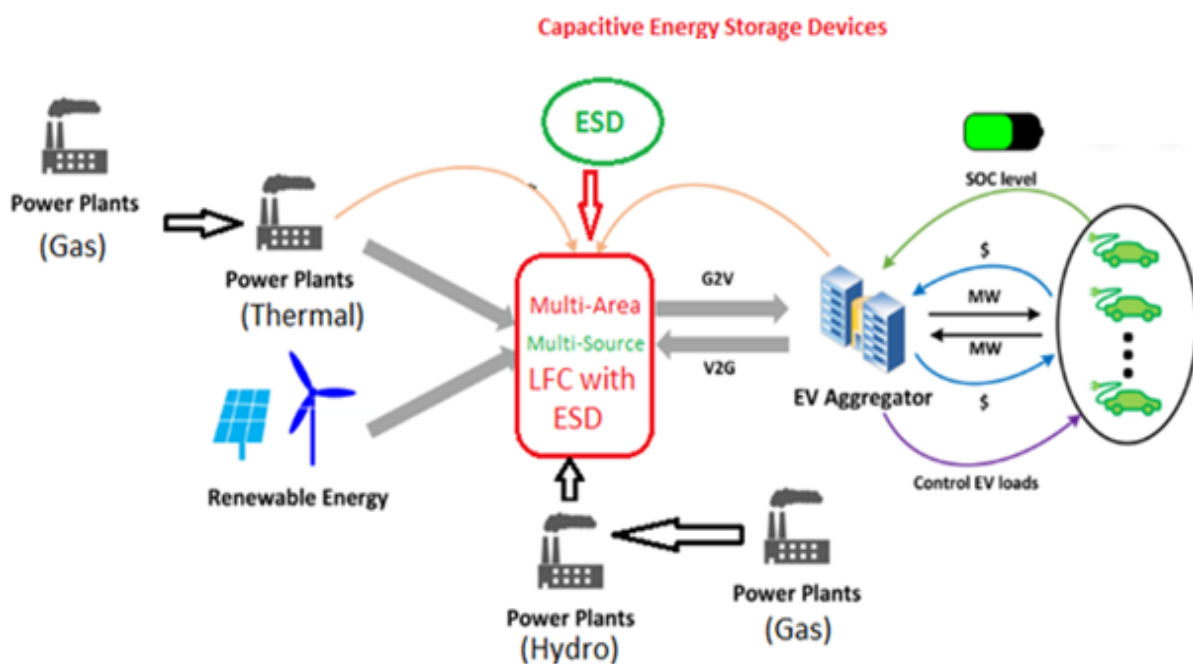 Capacitive Energy Storage Devices
ESD
SOC level
Power Plants
(Gas)
Power Plants
(Thermal)
Multi-Area
Multi-Source
LFC with
ESD
G2V
V2G
$
MW
MW
$
EV Aggregator
Control EV loads
Renewable Energy
Power Plants
(Hydro)
Power Plants
(Gas)